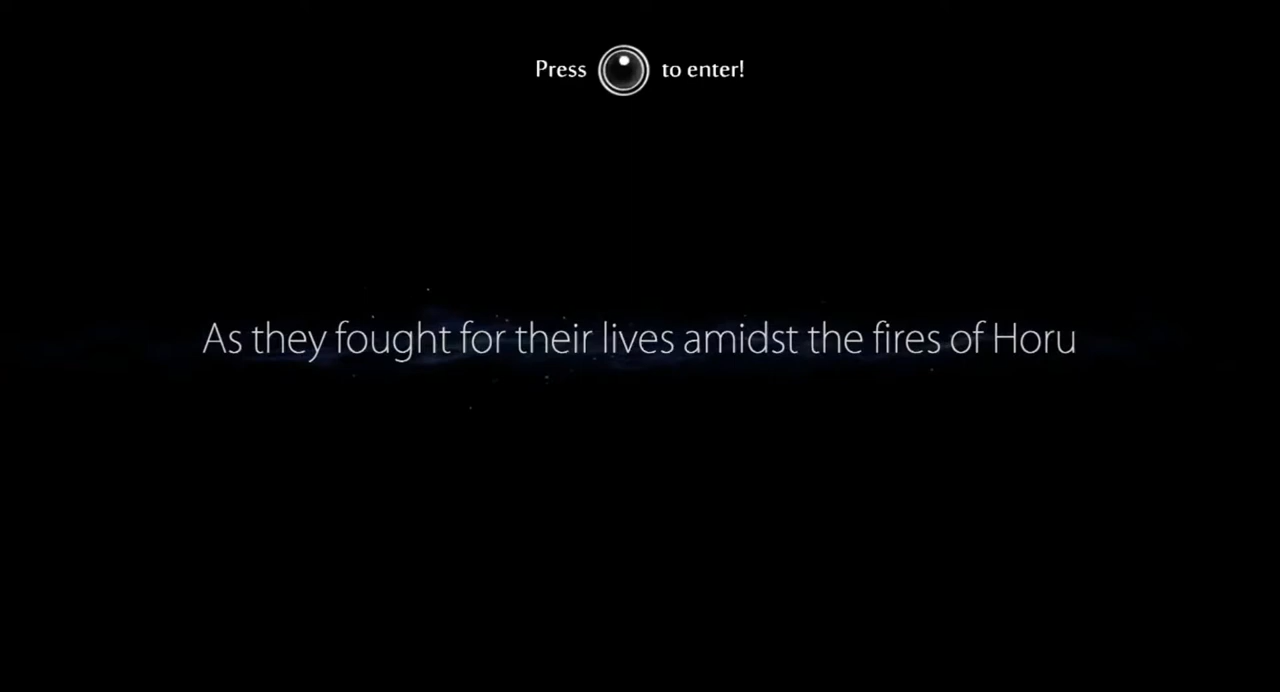 Press to enter!
As they fought for their lives amidst the fires of Horu